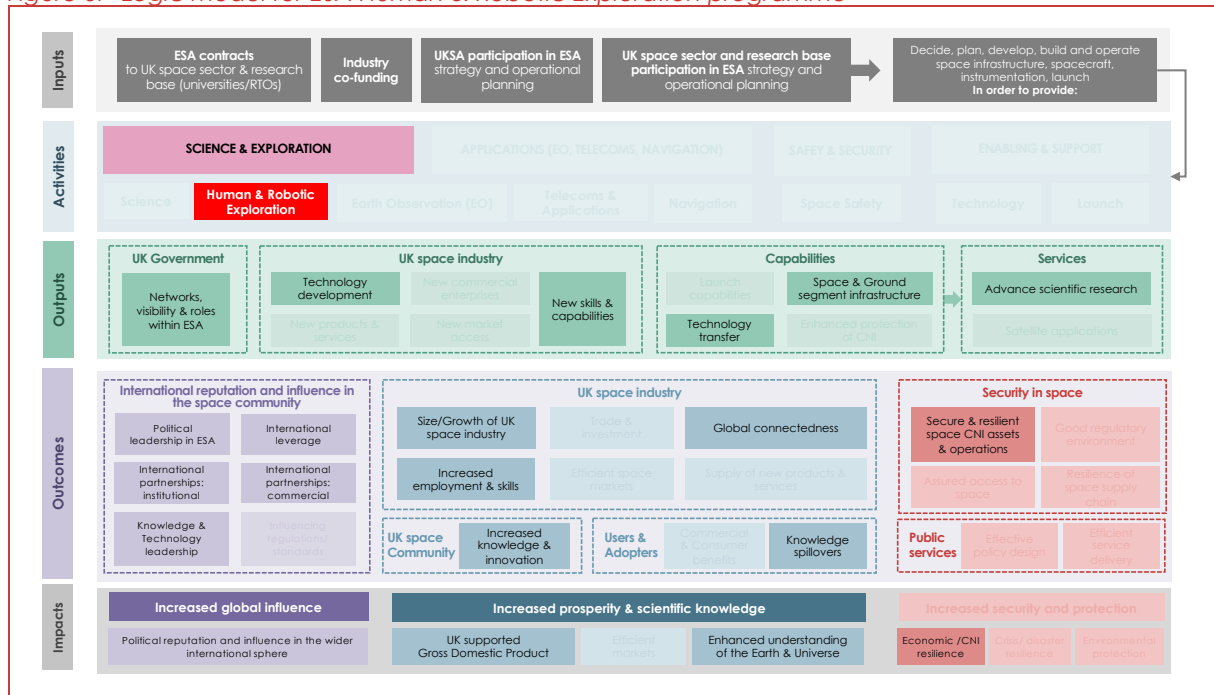 Inputs
ESA contracts
to UK space sector & research
base (universities/RTOs)
Industry
co-funding
UKSA participation in ESA
strategy and operational
planning
UK space sector and research base
participation in ESA strategy and
operational planning
Decide, plan, develop, build and operate
space infrastructure, spacecraft,
instrumentation, launch
In order to provide:
Activities
SCIENCE & EXPLORATION
APPLICATIONS (EO, TELECOMS, NAVIGATION)
SAFEY & SECURITY
ENABLING & SUPPORT
Science
Human & Robotic
Exploration
Earth Observation (EO)
Telecoms &
Applications
Navigation
Space Safety
Technology
Launch
Outputs
UK Government
Networks,
visibility & roles
within ESA
UK space industry
Technology
development
New commercial
enterprises
New products &
services
New market
access
New skills &
capabilities
Capabilities
Launch
capabilities
Space & Ground
segment infrastructure
Technology
transfer
Enhanced protection
of CNI
Services
Advance scientific research
Satellite applications
Outcomes
International reputation and influence in
the space community
Political
leadership in ESA
International
leverage
International
partnerships:
institutional
International
partnerships:
commercial
Knowledge &
Technology
leadership
Influencing
regulations/
standards
UK space industry
Size/Growth of UK
space industry
Trade &
investment
Global connectedness
Increased
employment & skills
Efficient space
markets
Supply of new products &
services
UK space
Community
Increased
knowledge &
innovation
Users &
Adopters
Commercial
& Consumer
benefits
Knowledge
spillovers
Security in space
Secure & resilient
space CNI assets
& operations
Good regulatory
environment
Assured access to
space
Resilience of
space supply
chain
Public
services
Effective
policy design
Efficient
service
delivery
Impacts
Increased global influence
Political reputation and influence in the wider
international sphere
Increased prosperity & scientific knowledge
UK supported
Gross Domestic Product
Efficient
markets
Enhanced understanding
of the Earth & Universe
Increased security and protection
Economic /CNI
resilience
Crisis/ disaster
resilience
Environmental
protection